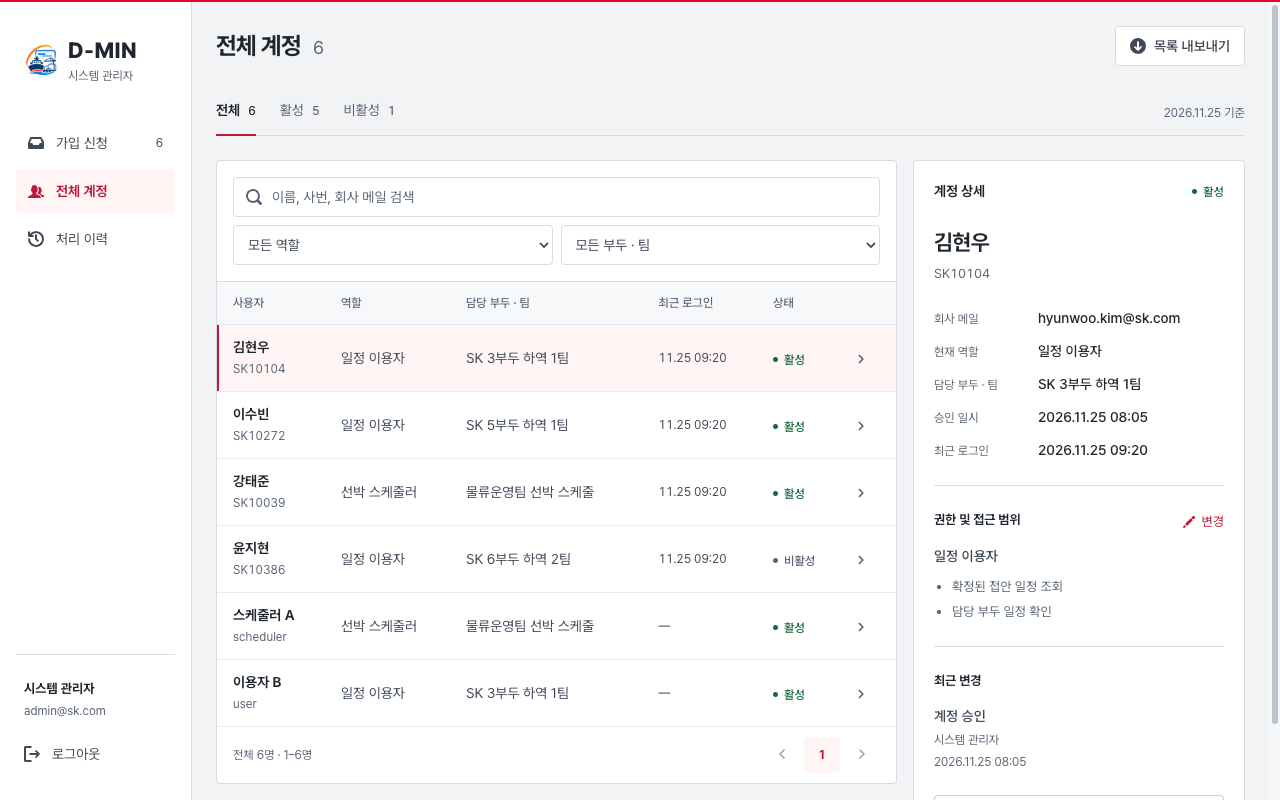 D-MIN
시스템 관리자
가입 신청 6
전체 계정
처리 이력
시스템 관리자
admin@sk.com
로그아웃
전체 계정 6
목록 내보내기
전체 6 활성 5 비활성 1
2026.11.25 기준
이름, 사번, 회사 메일 검색
모든 역할 모든 부두 · 팀
사용자 역할 담당 부두 · 팀 최근 로그인 상태
김현우
SK10104
일정 이용자 SK 3부두 하역 1팀 11.25 09:20 활성
이수빈
SK10272
일정 이용자 SK 5부두 하역 1팀 11.25 09:20 활성
강태준
SK10039
선박 스케줄러 물류운영팀 선박 스케줄 11.25 09:20 활성
윤지현
SK10386
일정 이용자 SK 6부두 하역 2팀 11.25 09:20 비활성
스케줄러 A
scheduler
선박 스케줄러 물류운영팀 선박 스케줄 — 활성
이용자 B
user
일정 이용자 SK 3부두 하역 1팀 — 활성
전체 6명 · 1–6명
1
계정 상세 활성
김현우
SK10104
회사 메일 hyunwoo.kim@sk.com
현재 역할 일정 이용자
담당 부두 · 팀 SK 3부두 하역 1팀
승인 일시 2026.11.25 08:05
최근 로그인 2026.11.25 09:20
권한 및 접근 범위 변경
일정 이용자
• 확정된 접안 일정 조회
• 담당 부두 일정 확인
최근 변경
계정 승인
시스템 관리자
2026.11.25 08:05